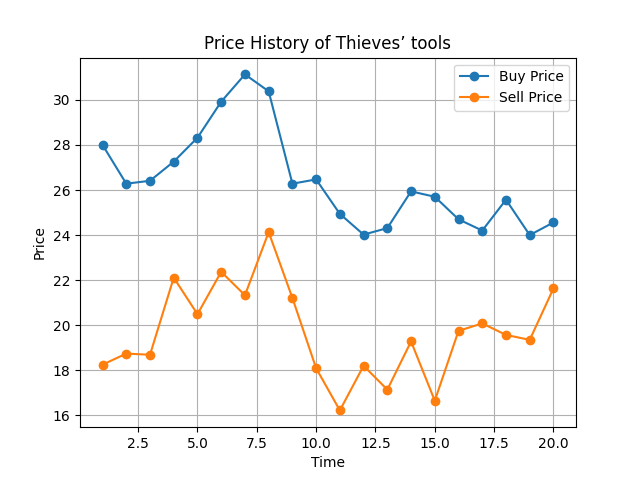 Price History of Thieves’ tools
Buy Price
Sell Price
30
28
26
24
22
20
18
16
Price
2.5 5.0 7.5 10.0 12.5 15.0 17.5 20.0
Time